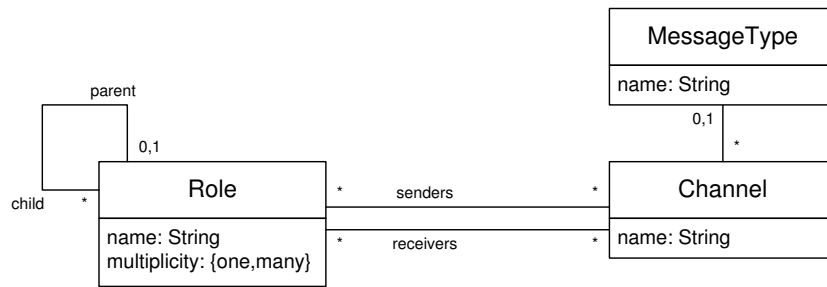 MessageType
name: String
parent
0,1
*
0,1
Role
child
*
*
senders
*
Channel
name: String
multiplicity: {one,many}
*
receivers
*
name: String